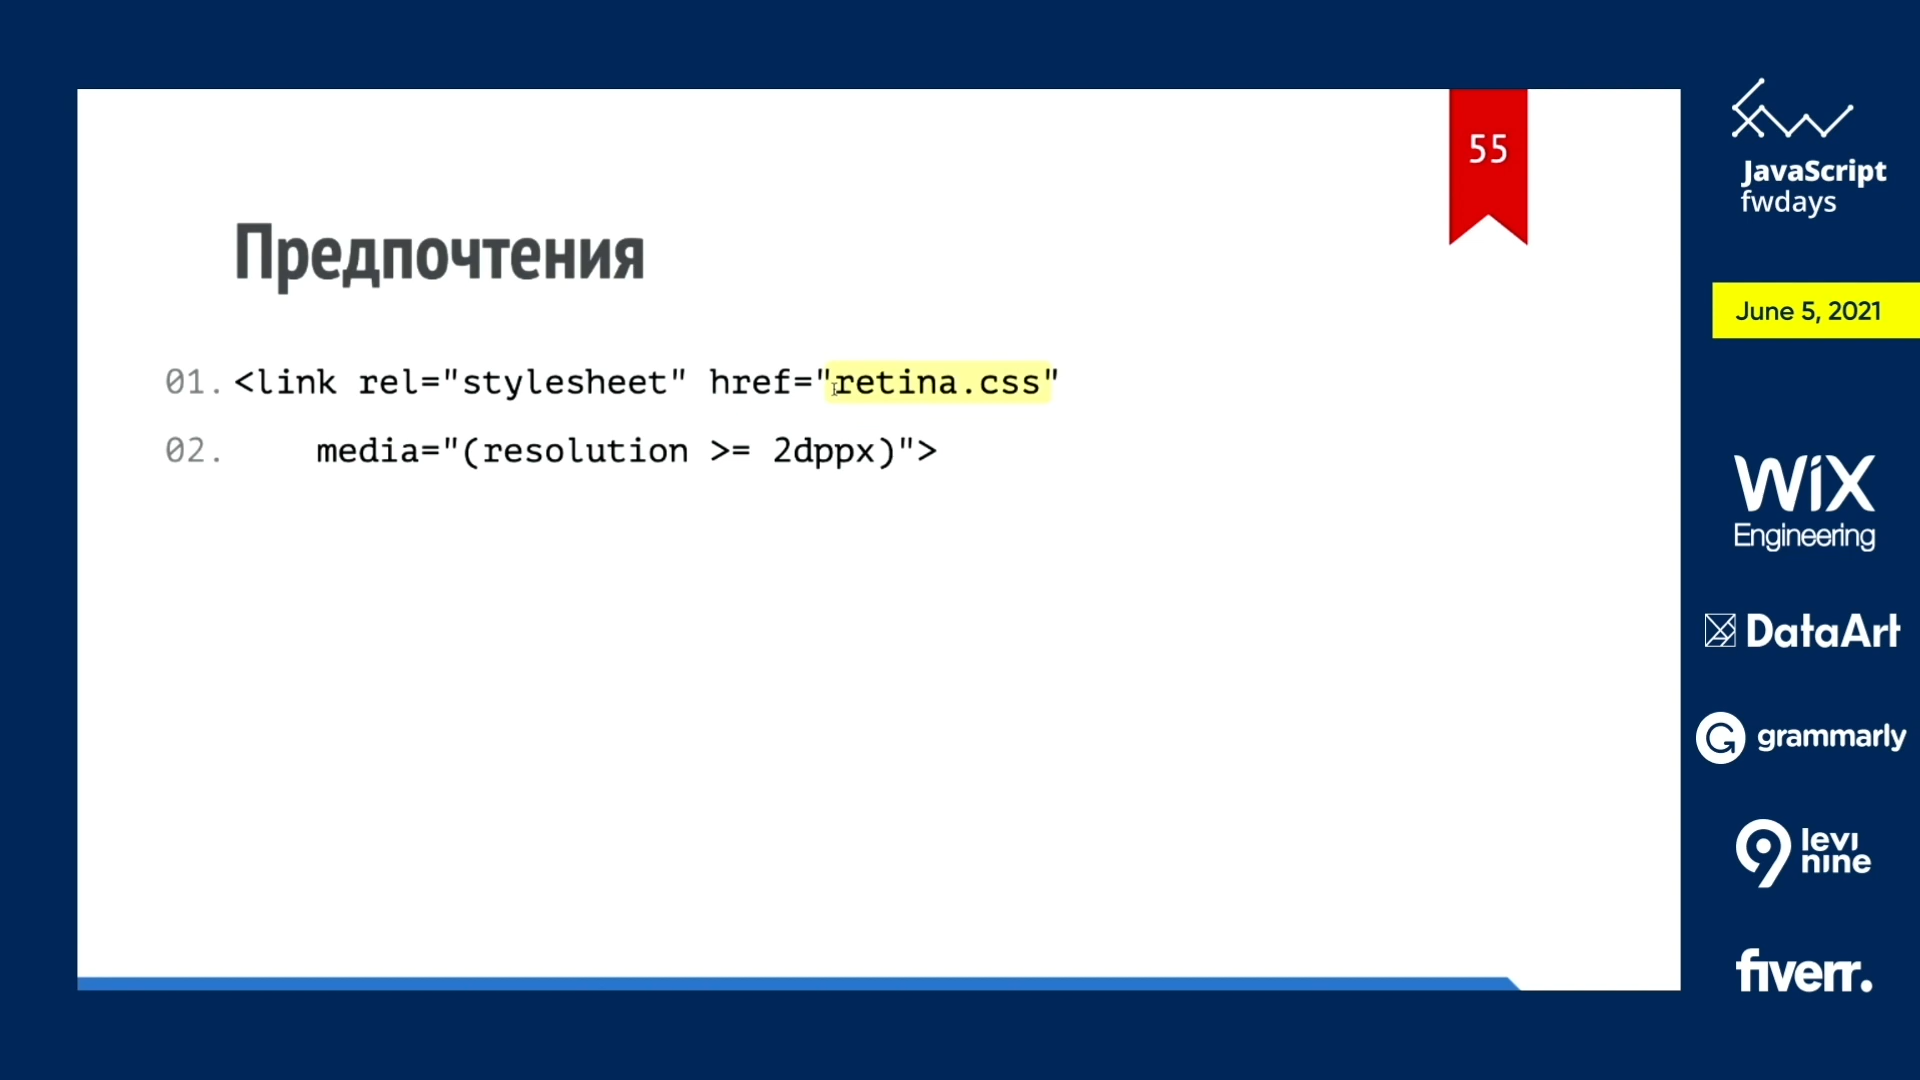 55
Предпочтения
01. <link rel="stylesheet" href="retina.css"
02. media="(resolution >= 2dppx)">
JavaScript
fwdays
June 5, 2021
WiX
Engineering
DataArt
grammarly
levi
nine
fiverr.